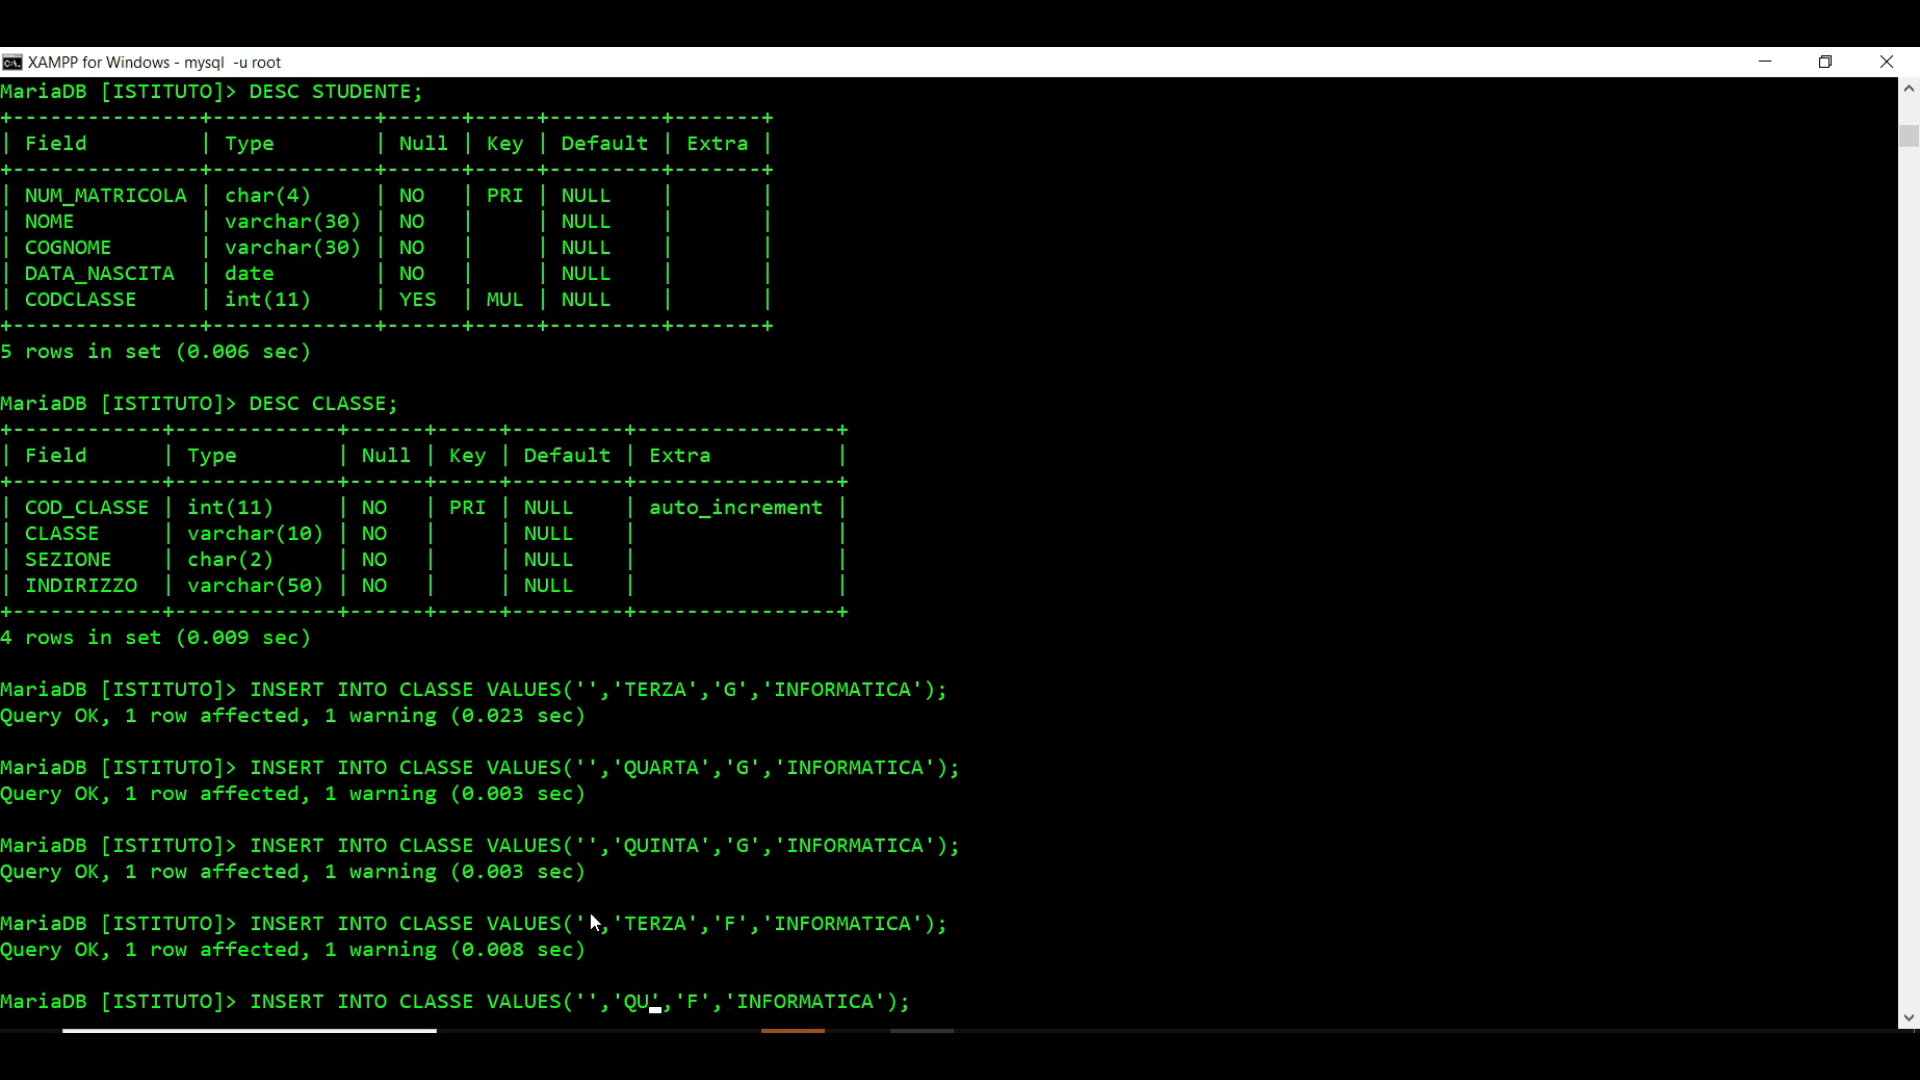 XAMPP for Windows - mysql  -u root
MariaDB [ISTITUTO]> DESC STUDENTE;
+---------------+-------------+------+-----+---------+-------+
| Field         | Type        | Null | Key | Default | Extra |
+---------------+-------------+------+-----+---------+-------+
| NUM_MATRICOLA | char(4)     | NO   | PRI | NULL    |       |
| NOME          | varchar(30) | NO   |     | NULL    |       |
| COGNOME       | varchar(30) | NO   |     | NULL    |       |
| DATA_NASCITA  | date        | NO   |     | NULL    |       |
| CODCLASSE     | int(11)     | YES  | MUL | NULL    |       |
+---------------+-------------+------+-----+---------+-------+
5 rows in set (0.006 sec)
MariaDB [ISTITUTO]> DESC CLASSE;
+------------+-------------+------+-----+---------+----------------+
| Field      | Type        | Null | Key | Default | Extra          |
+------------+-------------+------+-----+---------+----------------+
| COD_CLASSE | int(11)     | NO   | PRI | NULL    | auto_increment |
| CLASSE     | varchar(10) | NO   |     | NULL    |                |
| SEZIONE    | char(2)     | NO   |     | NULL    |                |
| INDIRIZZO  | varchar(50) | NO   |     | NULL    |                |
+------------+-------------+------+-----+---------+----------------+
4 rows in set (0.009 sec)
MariaDB [ISTITUTO]> INSERT INTO CLASSE VALUES('','TERZA','G','INFORMATICA');
Query OK, 1 row affected, 1 warning (0.023 sec)
MariaDB [ISTITUTO]> INSERT INTO CLASSE VALUES('','QUARTA','G','INFORMATICA');
Query OK, 1 row affected, 1 warning (0.003 sec)
MariaDB [ISTITUTO]> INSERT INTO CLASSE VALUES('','QUINTA','G','INFORMATICA');
Query OK, 1 row affected, 1 warning (0.003 sec)
MariaDB [ISTITUTO]> INSERT INTO CLASSE VALUES('','TERZA','F','INFORMATICA');
Query OK, 1 row affected, 1 warning (0.008 sec)
MariaDB [ISTITUTO]> INSERT INTO CLASSE VALUES('','QU','F','INFORMATICA');